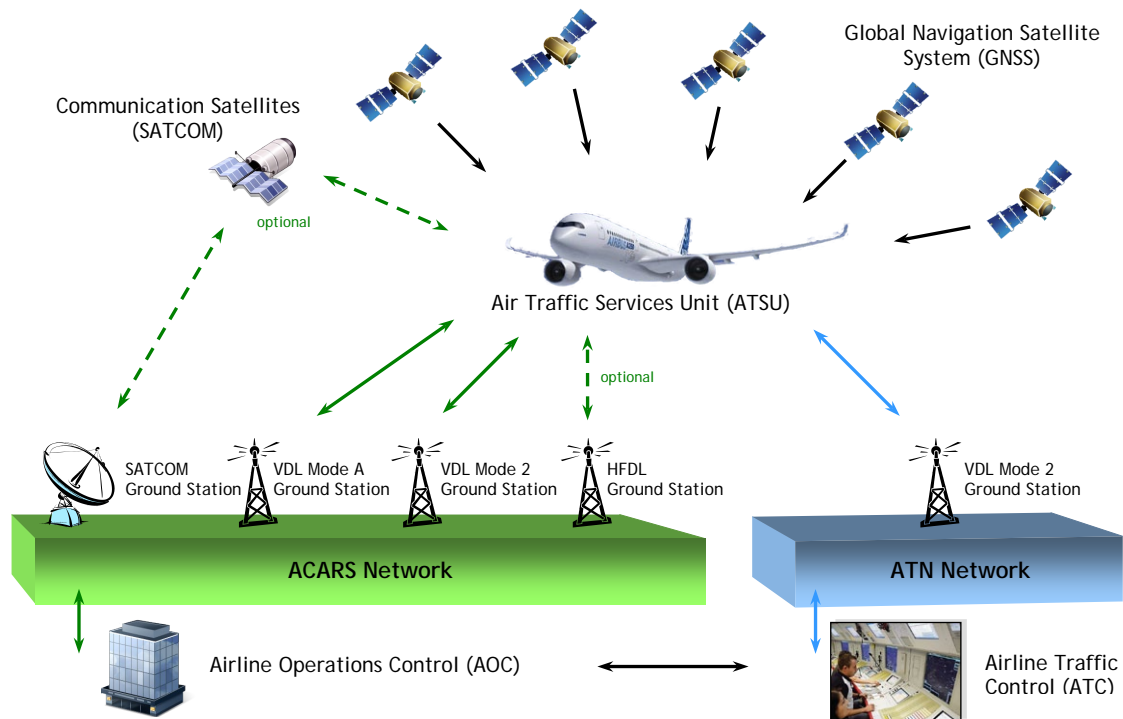 Global Navigation Satellite
System (GNSS)
Communication Satellites
(SATCOM)
optional
AIRBUS
Air Traffic Services Unit (ATSU)
optional
SATCOM
Ground Station
VDL Mode A
Ground Station
VDL Mode 2
Ground Station
HFDL
Ground Station
VDL Mode 2
Ground Station
ACARS Network
ATN Network
Airline Operations Control (AOC)
Airline Traffic
Control (ATC)